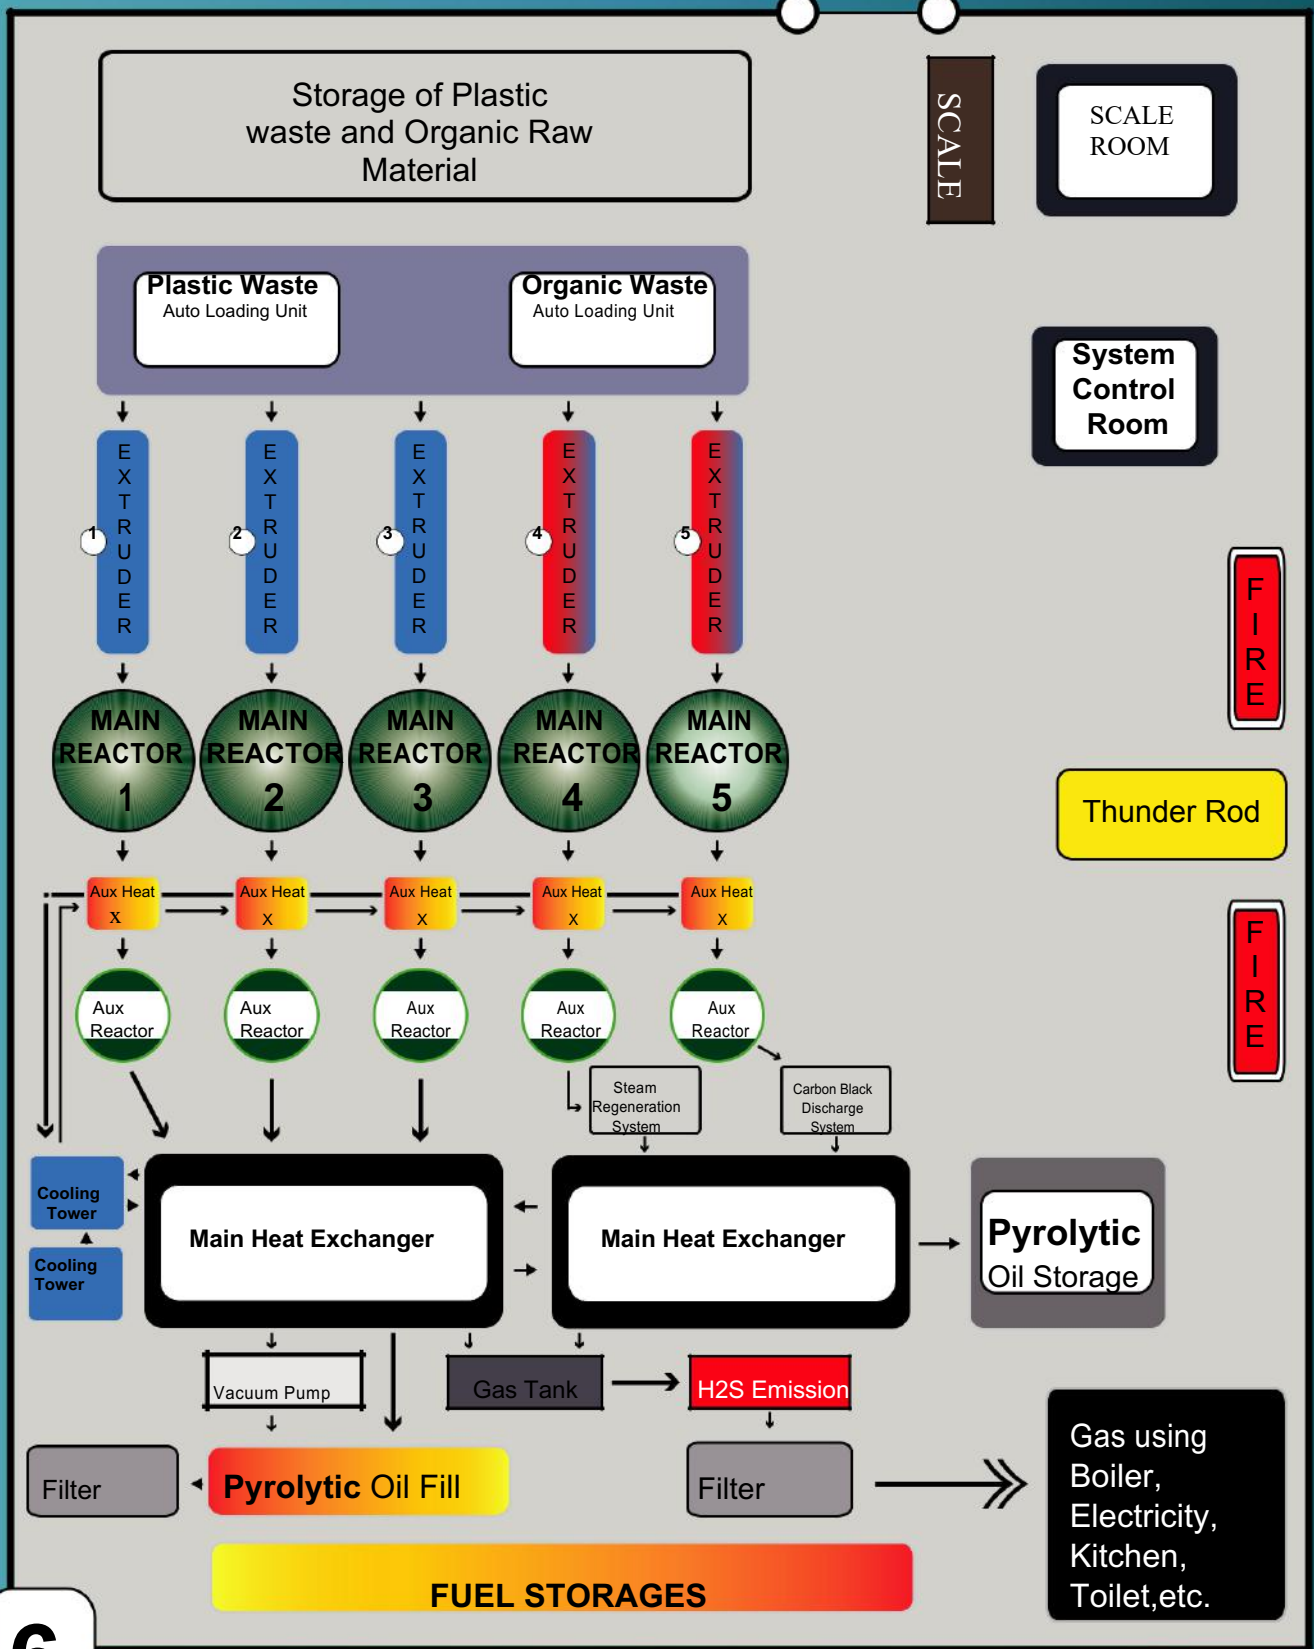 Storage of Plastic
waste and Organic Raw
Material
SCALE
SCALE
ROOM
Plastic Waste
Auto Loading Unit
Organic Waste
Auto Loading Unit
System
Control
Room
EXTRUDER
1
EXTRUDER
2
EXTRUDER
3
EXTRUDER
4
EXTRUDER
5
FIRE
MAIN
REACTOR
1
MAIN
REACTOR
2
MAIN
REACTOR
3
MAIN
REACTOR
4
MAIN
REACTOR
5
Thunder Rod
Aux Heat
x
Aux Heat
X
Aux Heat
X
Aux Heat
X
Aux Heat
X
FIRE
Aux
Reactor
Aux
Reactor
Aux
Reactor
Aux
Reactor
Aux
Reactor
Steam
Regeneration
System
Carbon Black
Discharge
System
Cooling
Tower
Cooling
Tower
Main Heat Exchanger
Main Heat Exchanger
Pyrolytic
Oil Storage
Vacuum Pump
Gas Tank
H2S Emission
Filter
Pyrolytic Oil Fill
Filter
Gas using
Boiler,
Electricity,
Kitchen,
Toilet,etc.
FUEL STORAGES
6